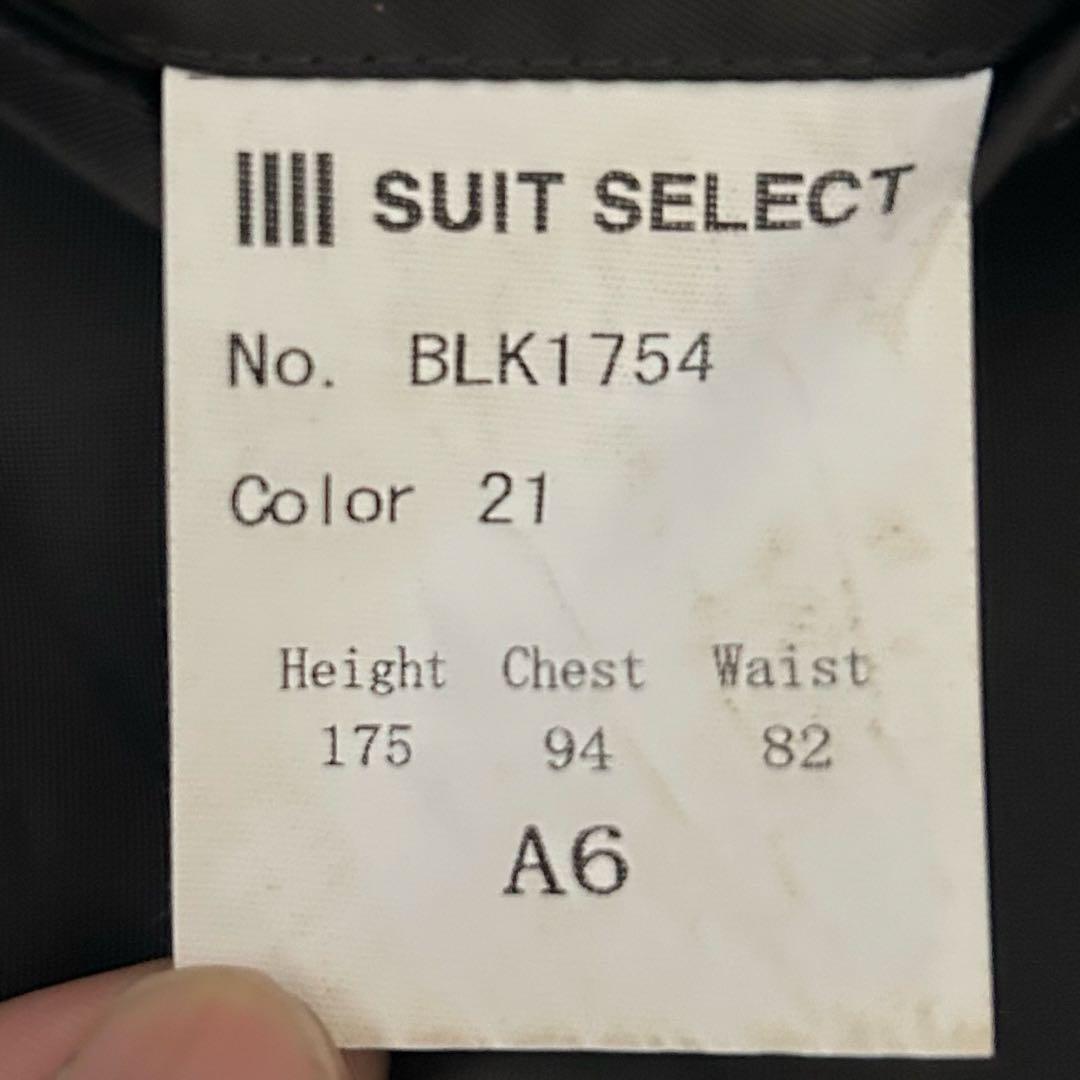 SUIT SELECT
No. BLK1754
Color 21
Height Chest Waist
175 94 82
A6